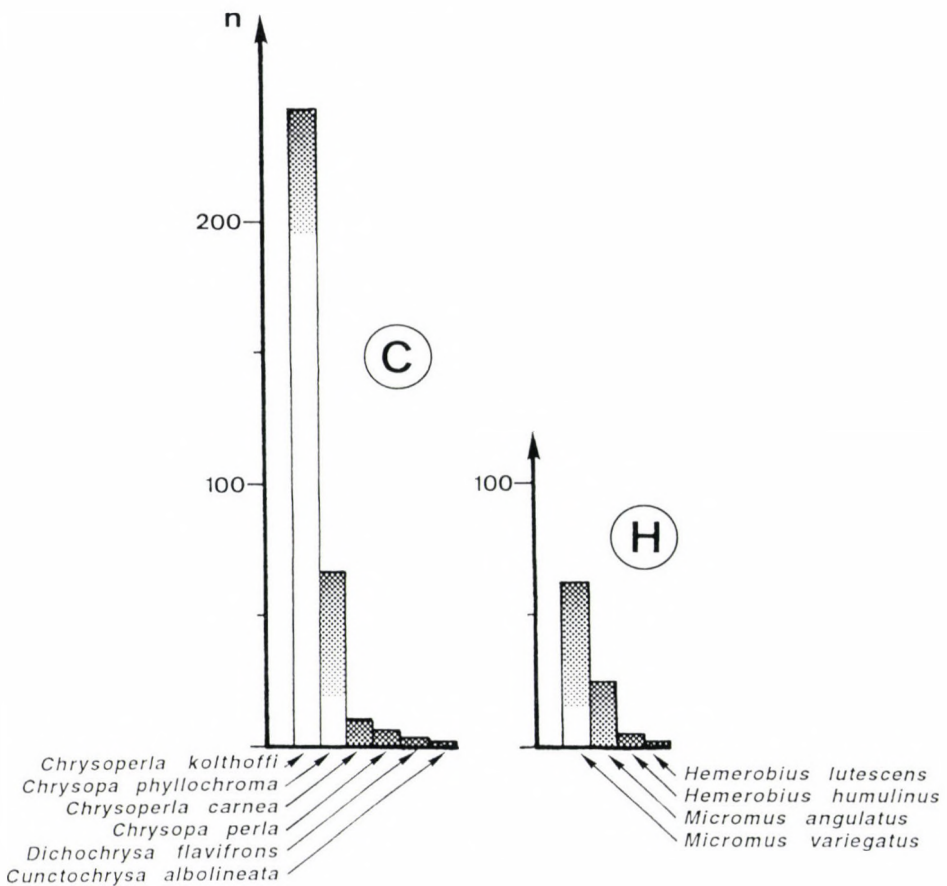 n
200
C
100
100
H
Chrysoperla kolthoffi
Chrysopa phyllochroma
Chrysoperla carnea
Chrysopa perla
Dichochrysa flavifrons
Cunctochrysa albolineata
Hemerobius lutescens
Hemerobius humulinus
Micromus angulatus
Micromus variegatus